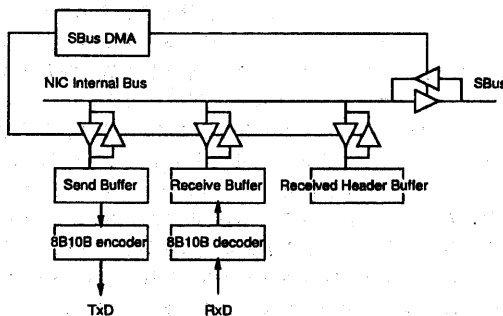 SBus DMA
NIC Internal Bus
SBus
Send Buffer
Receive Buffer
Received Header Buffer
8B10B encoder
8B10B decoder
TxD
RxD